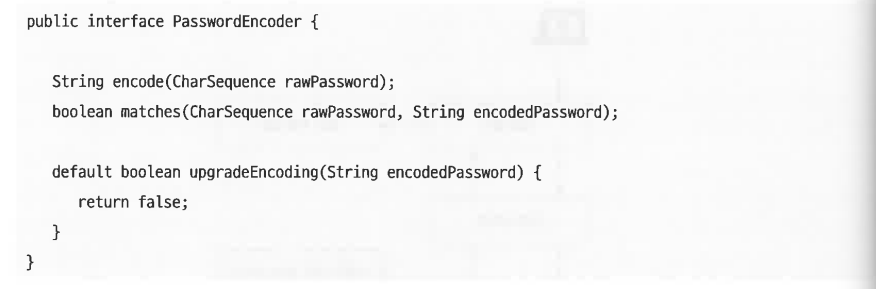 public interface PasswordEncoder {
String encode(CharSequence rawPassword);
boolean matches(CharSequence rawPassword, String encodedPassword);
default boolean upgradeEncoding(String encodedPassword) {
return false;
}
}